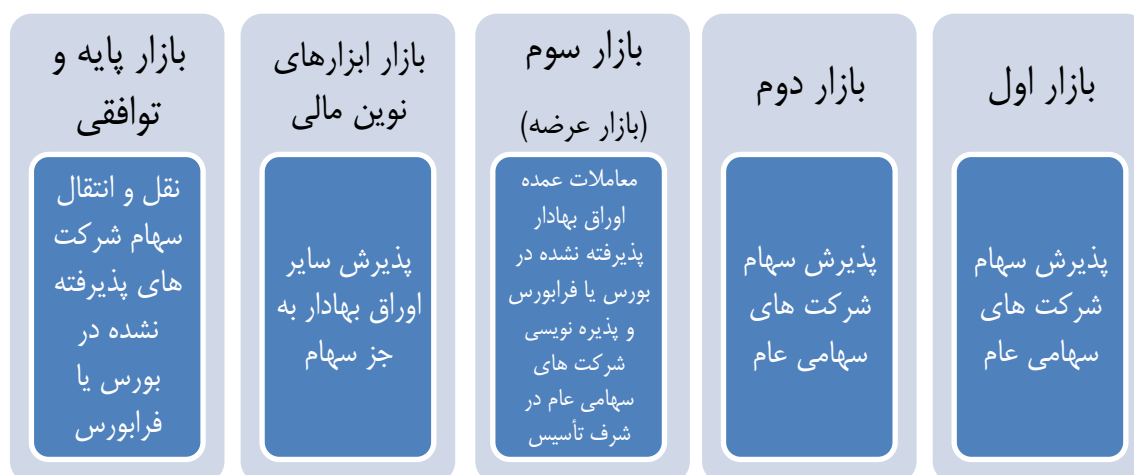 بازار اول
پذیرش سهام
شرکت های
سهامی عام
بازار دوم
پذیرش سهام
شرکت های
سهامی عام
بازار سوم
(بازار عرضه)
معاملات عمده
اوراق بهادار
پذیرفته نشده در
بورس یا فرابورس
و پذیره نویسی
شرکت های
سهامی عام در
شرف تأسیس
بازار ابزارهای
نوین مالی
پذیرش سایر
اوراق بهادار به
جز سهام
بازار پایه و
توافقی
نقل و انتقال
سهام شرکت
های پذیرفته
نشده در
بورس یا
فرابورس